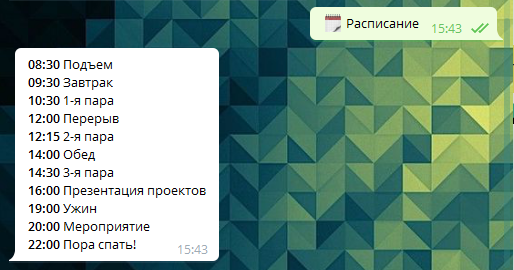 🗓 Расписание
15:43
08:30 Подъем
09:30 Завтрак
10:30 1-я пара
12:00 Перерыв
12:15 2-я пара
14:00 Обед
14:30 3-я пара
16:00 Презентация проектов
19:00 Ужин
20:00 Мероприятие
22:00 Пора спать!
15:43